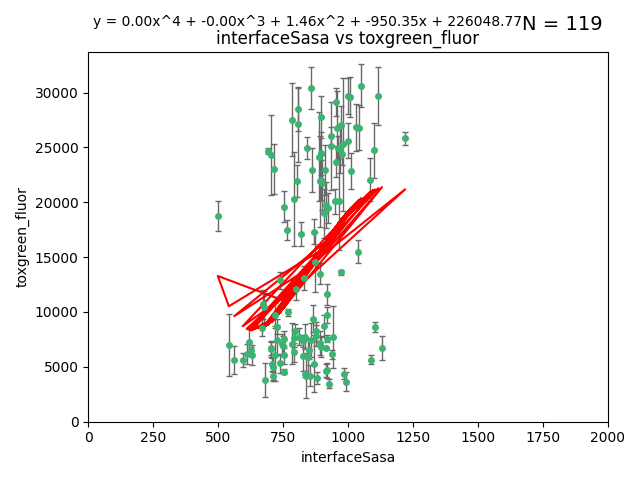 y = 0.00x^4 + -0.00x^3 + 1.46x^2 + -950.35x + 226048.77
N = 119
interfaceSasa vs toxgreen_fluor
toxgreen_fluor
30000
25000
20000
15000
10000
5000
0
0 250 500 750 1000 1250 1500 1750 2000
interfaceSasa